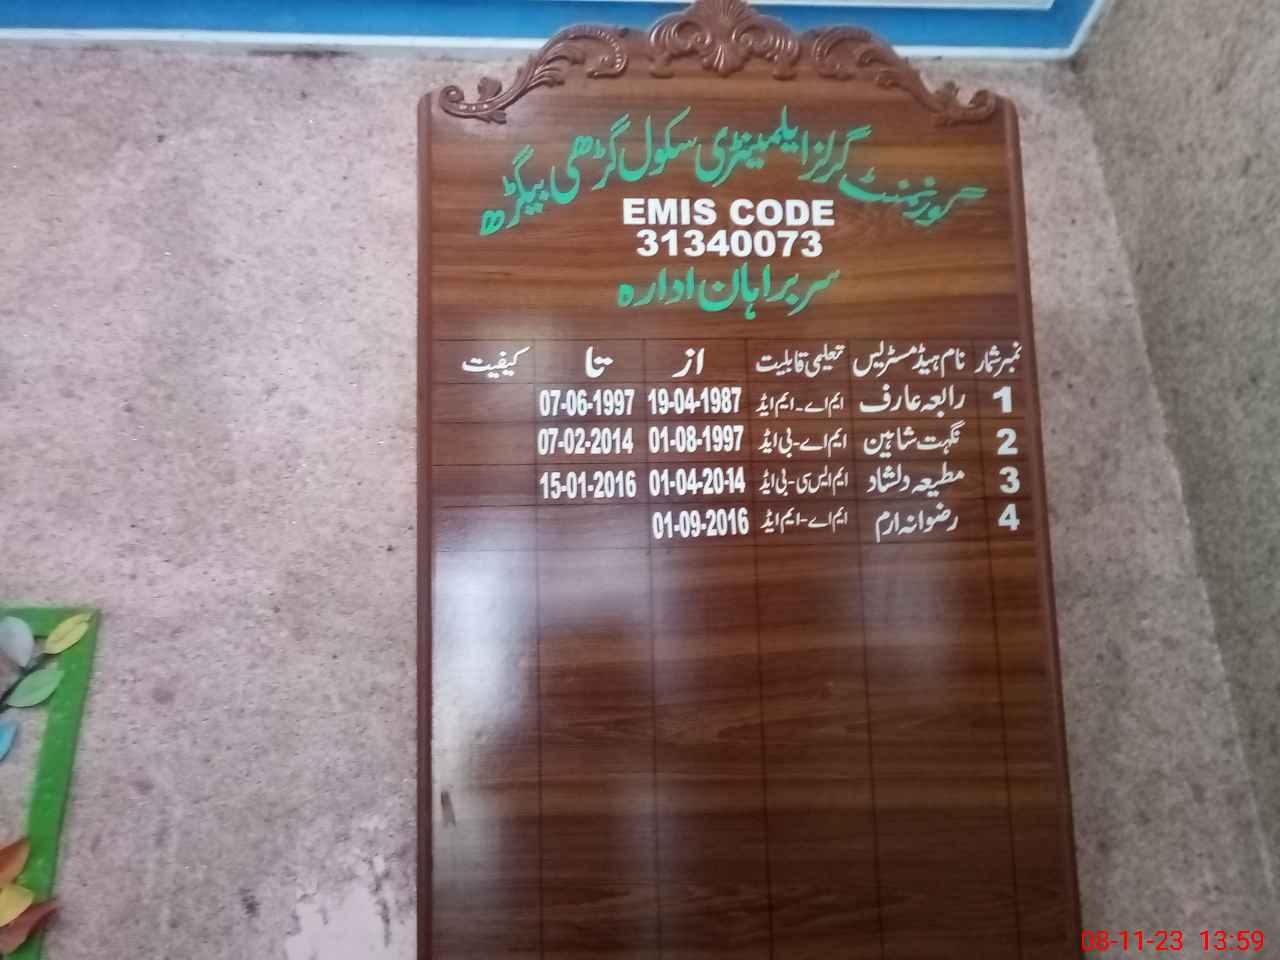 گورنمنٹ گرلز ایلمینٹری سکول گڑھی بیگڑھ
EMIS CODE
31340073
سربراہان ادارہ
نمبر شمار نام ہیڈ مسٹریس تعلیمی قابلیت از تا کیفیت
1 رابعہ عارف ایم اے۔ایم ایڈ 19-04-1987 07-06-1997
2 نگہت شاہین ایم اے-بی ایڈ 01-08-1997 07-02-2014
3 مطیعہ دلشاد ایم ایس سی-بی ایڈ 01-04-2014 15-01-2016
4 رضوانہ ارم ایم اے-ایم ایڈ 01-09-2016
08-11-23 13:59